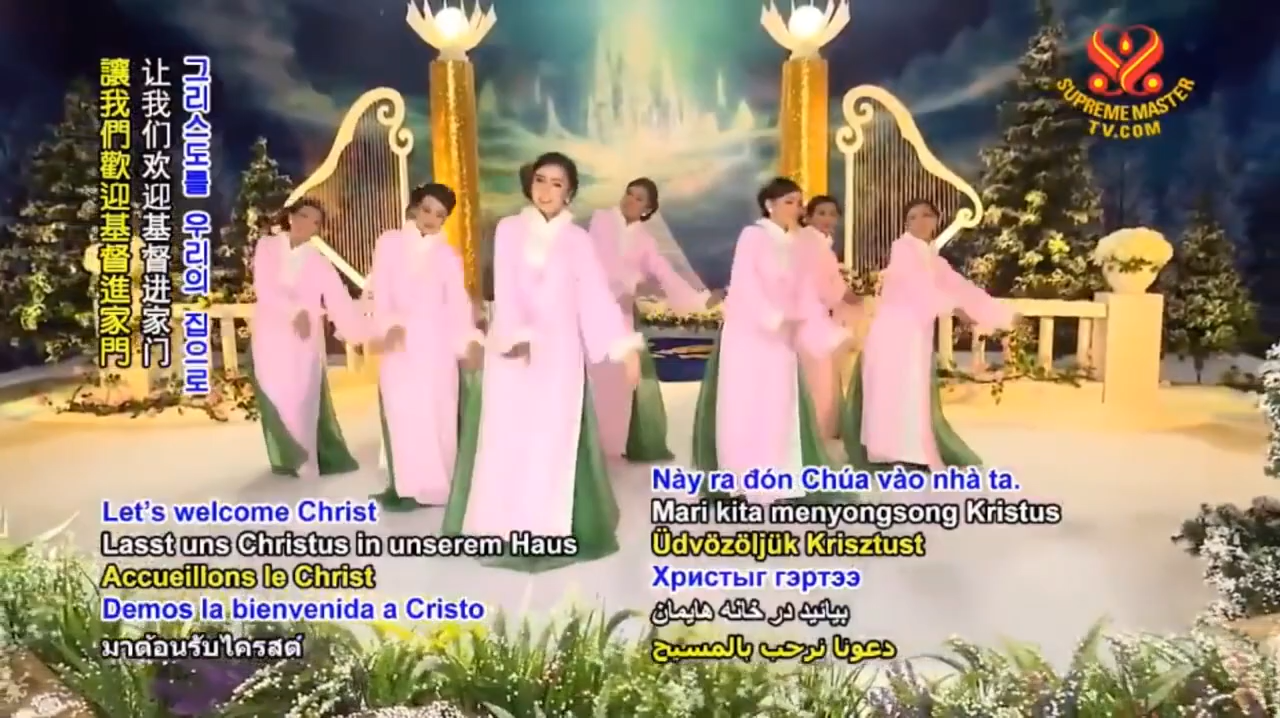 讓我們歡迎基督進家門
让我们欢迎基督进家门
그리스도를 우리의 집으로
SUPREME MASTER
TV.COM
Let's welcome Christ
Lasst uns Christus in unserem Haus
Accueillons le Christ
Demos la bienvenida a Cristo
มาต้อนรับไครสต์
Này ra đón Chúa vào nhà ta.
Mari kita menyongsong Kristus
Üdvözöljük Krisztust
Христыг гэртээ
بیائید در خانه هایمان
دعونا نرحب بالمسيح